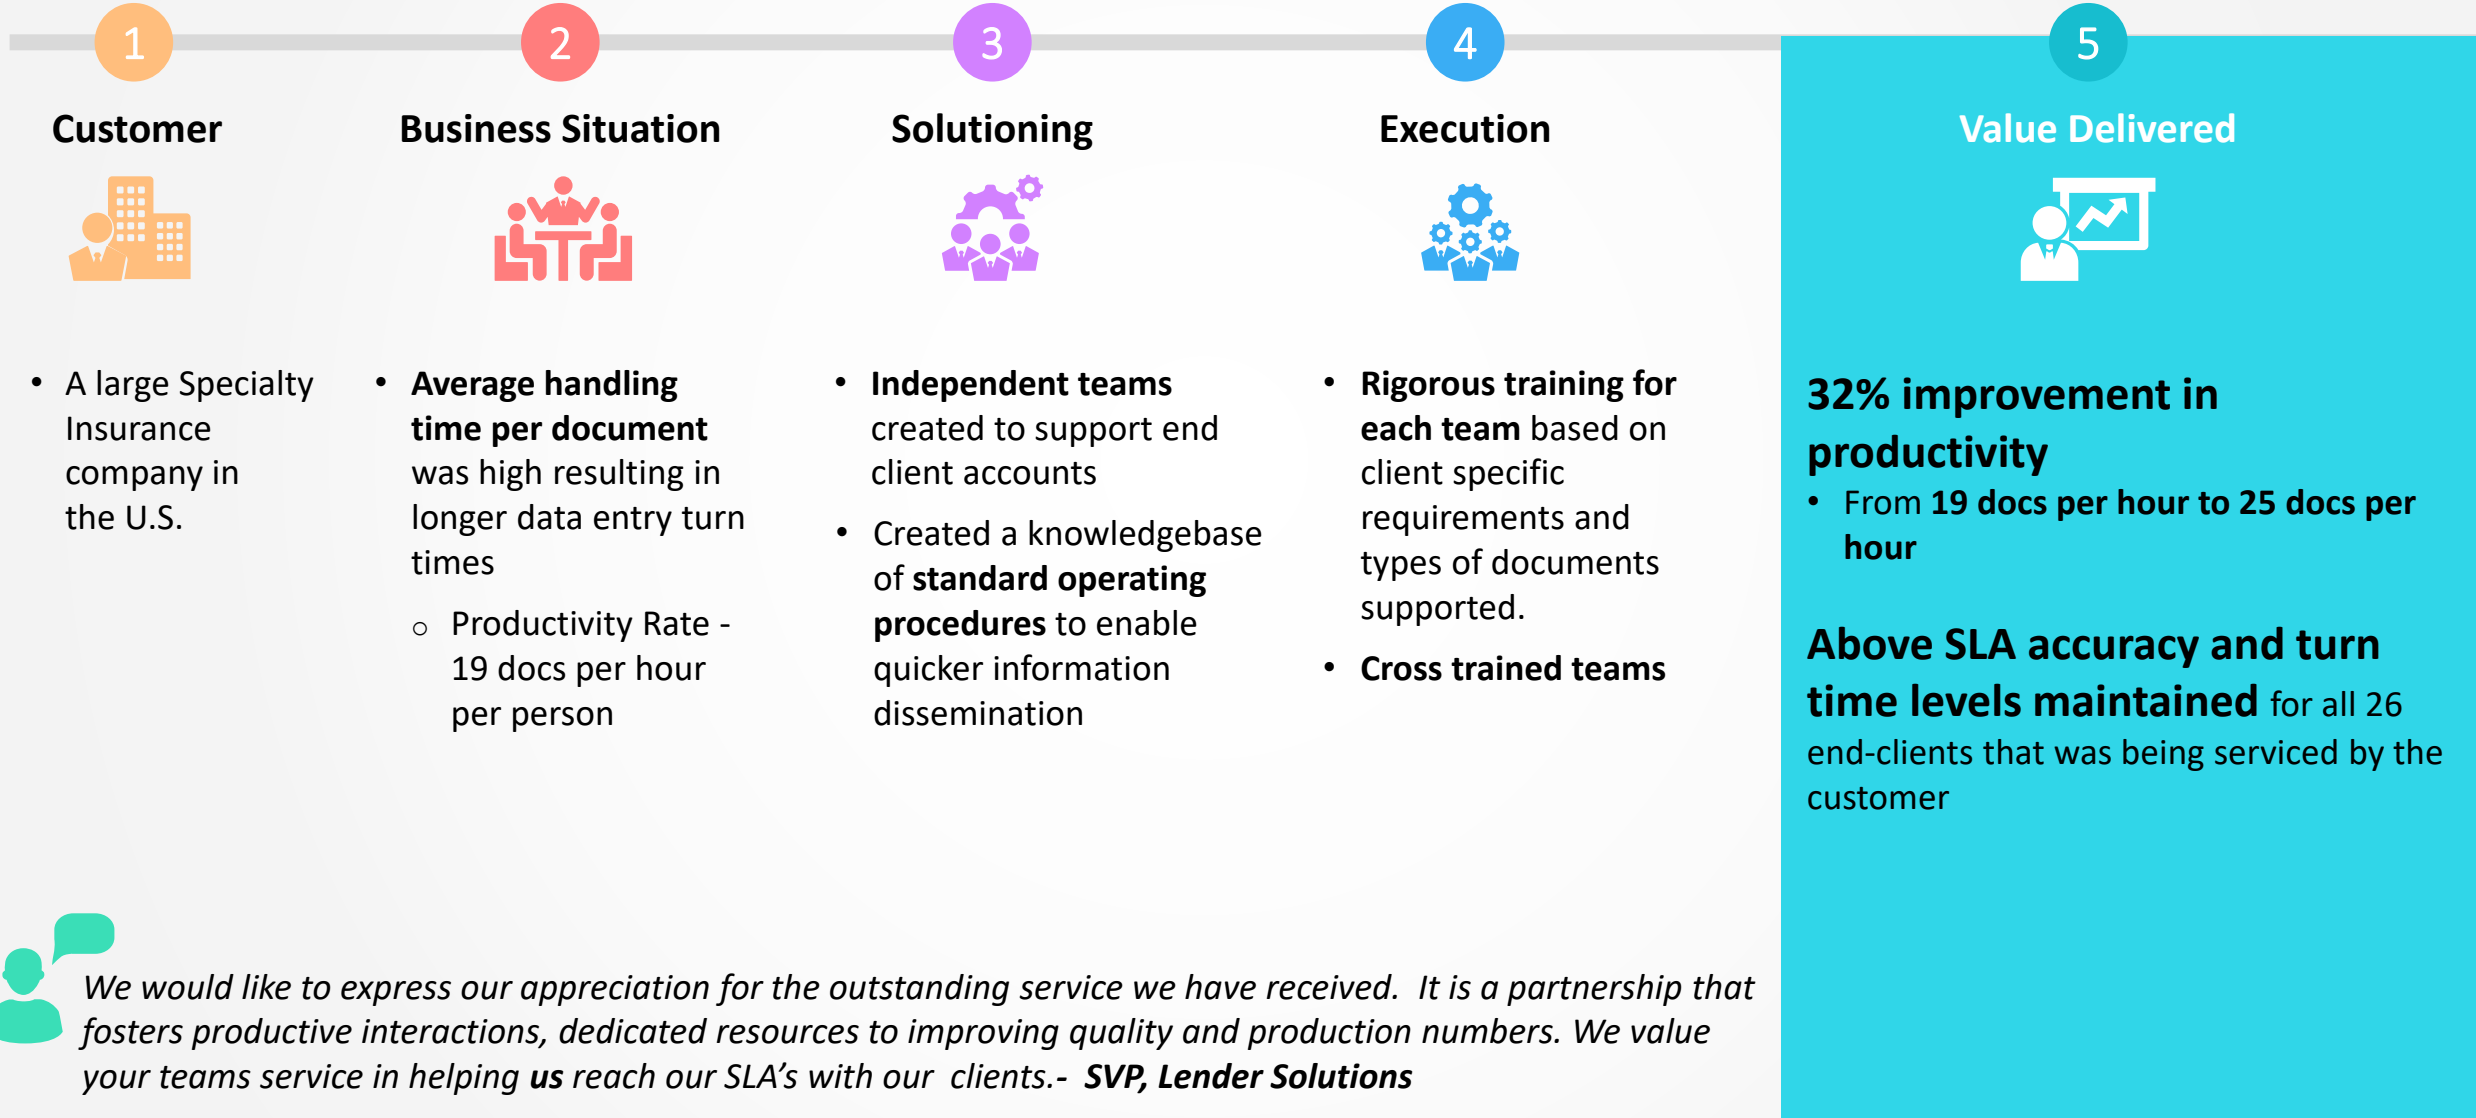 1
Customer
• A large Specialty
Insurance
company in
the U.S.
2
Business Situation
• Average handling
time per document
was high resulting in
longer data entry turn
times
o Productivity Rate -
19 docs per hour
per person
3
Solutioning
• Independent teams
created to support end
client accounts
• Created a knowledgebase
of standard operating
procedures to enable
quicker information
dissemination
4
Execution
• Rigorous training for
each team based on
client specific
requirements and
types of documents
supported.
• Cross trained teams
5
Value Delivered
32% improvement in
productivity
• From 19 docs per hour to 25 docs per
hour
Above SLA accuracy and turn
time levels maintained for all 26
end-clients that was being serviced by the
customer
We would like to express our appreciation for the outstanding service we have received.  It is a partnership that
fosters productive interactions, dedicated resources to improving quality and production numbers. We value
your teams service in helping us reach our SLA’s with our  clients.-  SVP, Lender Solutions